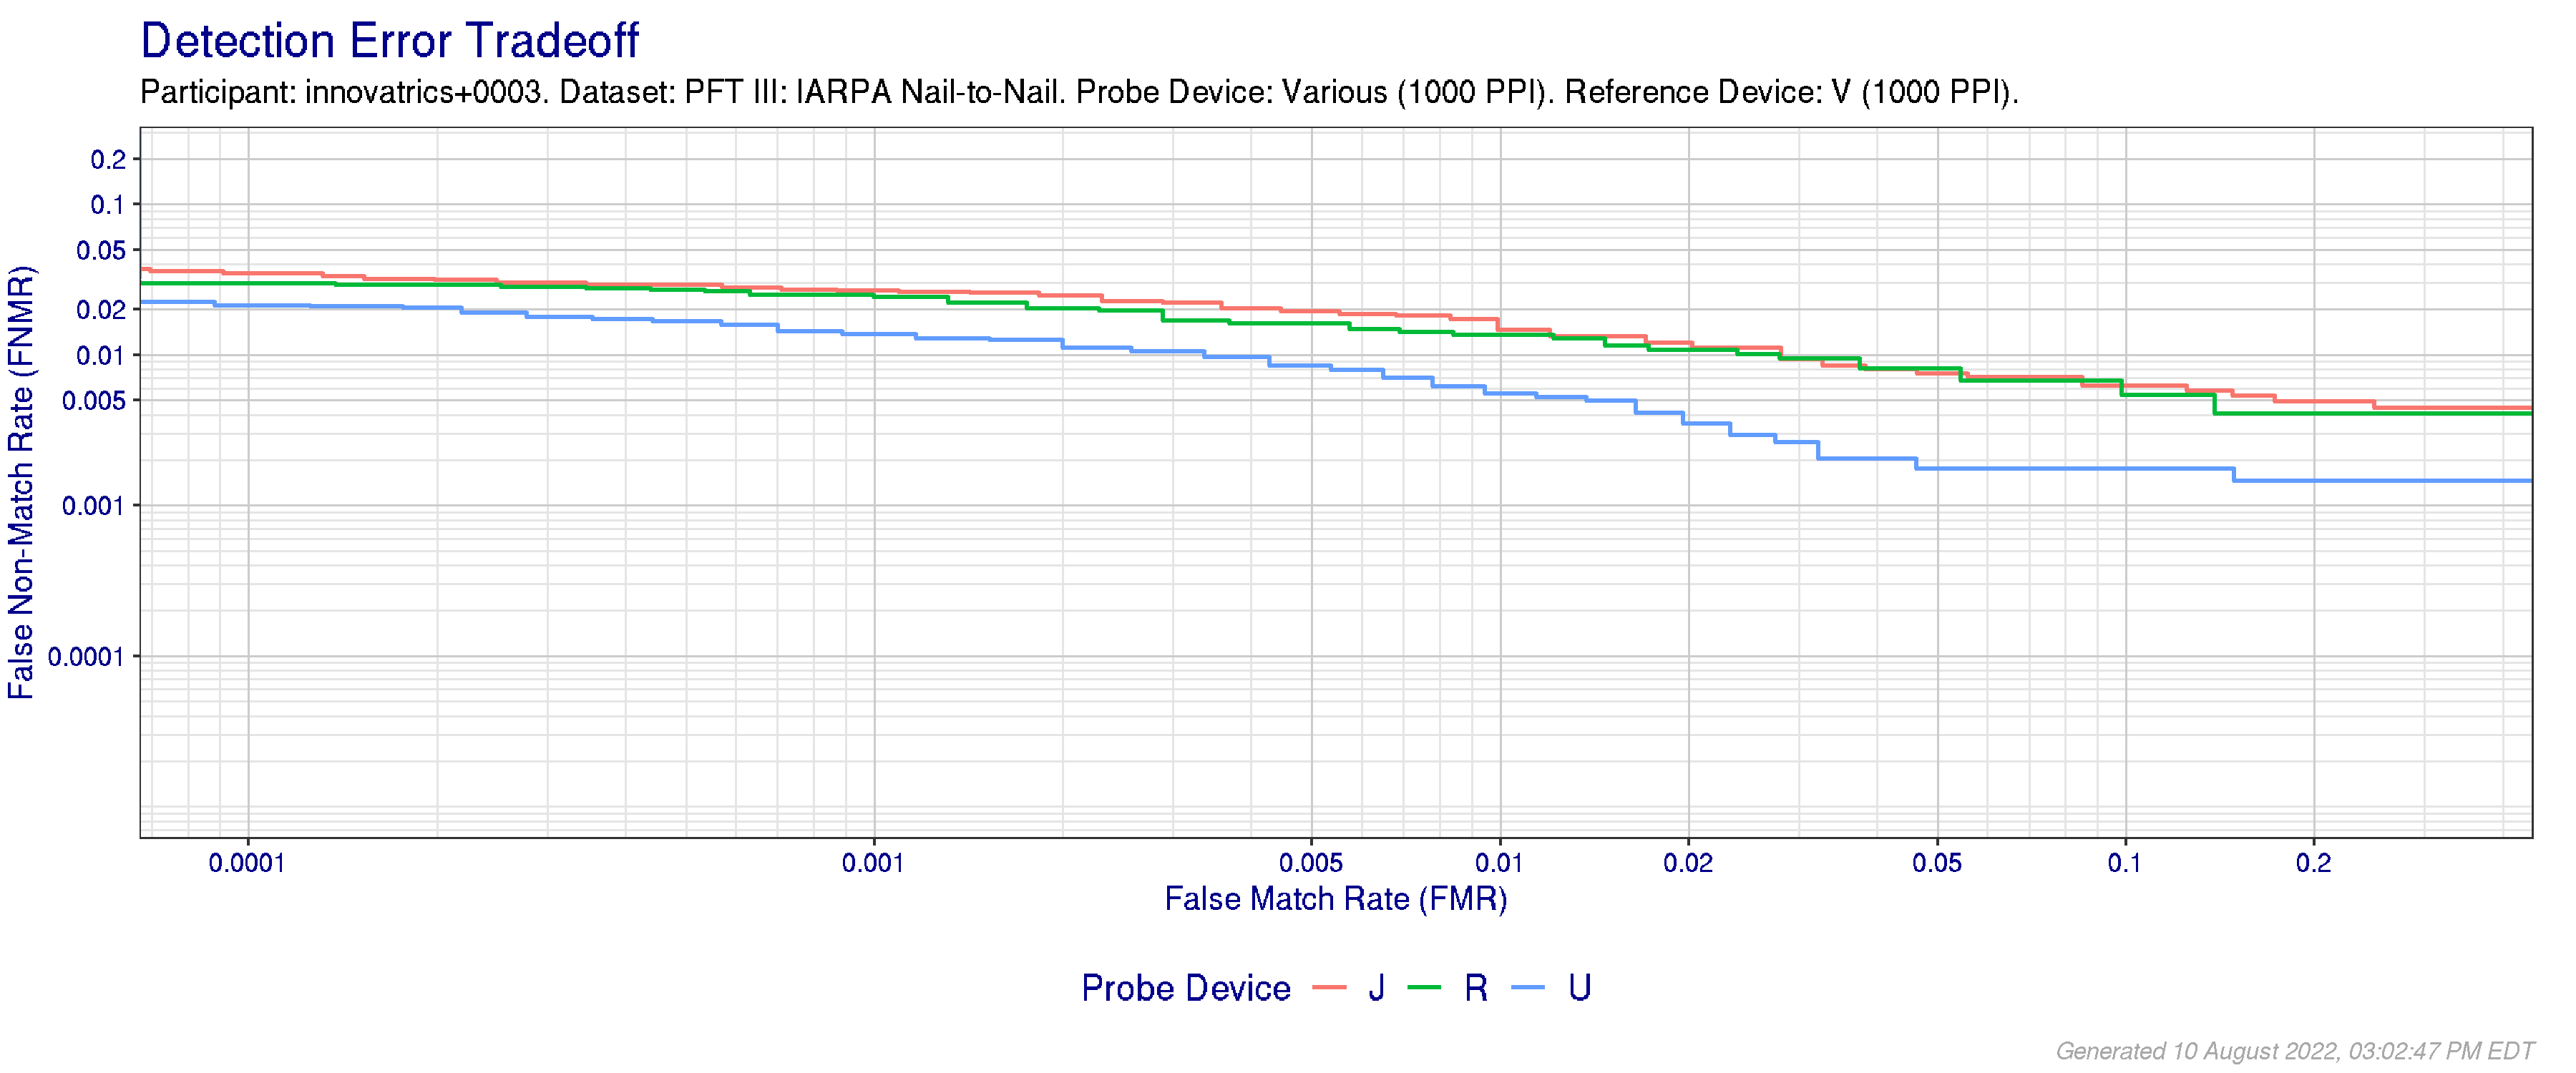 Detection Error Tradeoff
Participant: innovatrics+0003. Dataset: PFT III: IARPA Nail-to-Nail. Probe Device: Various (1000 PPI). Reference Device: V (1000 PPI).
False Non-Match Rate (FNMR)
0.2
0.1
0.05
0.02
0.01
0.005
0.001
0.0001
0.0001 0.001 0.005 0.01 0.02 0.05 0.1 0.2
False Match Rate (FMR)
Probe Device J R U
Generated 10 August 2022, 03:02:47 PM EDT